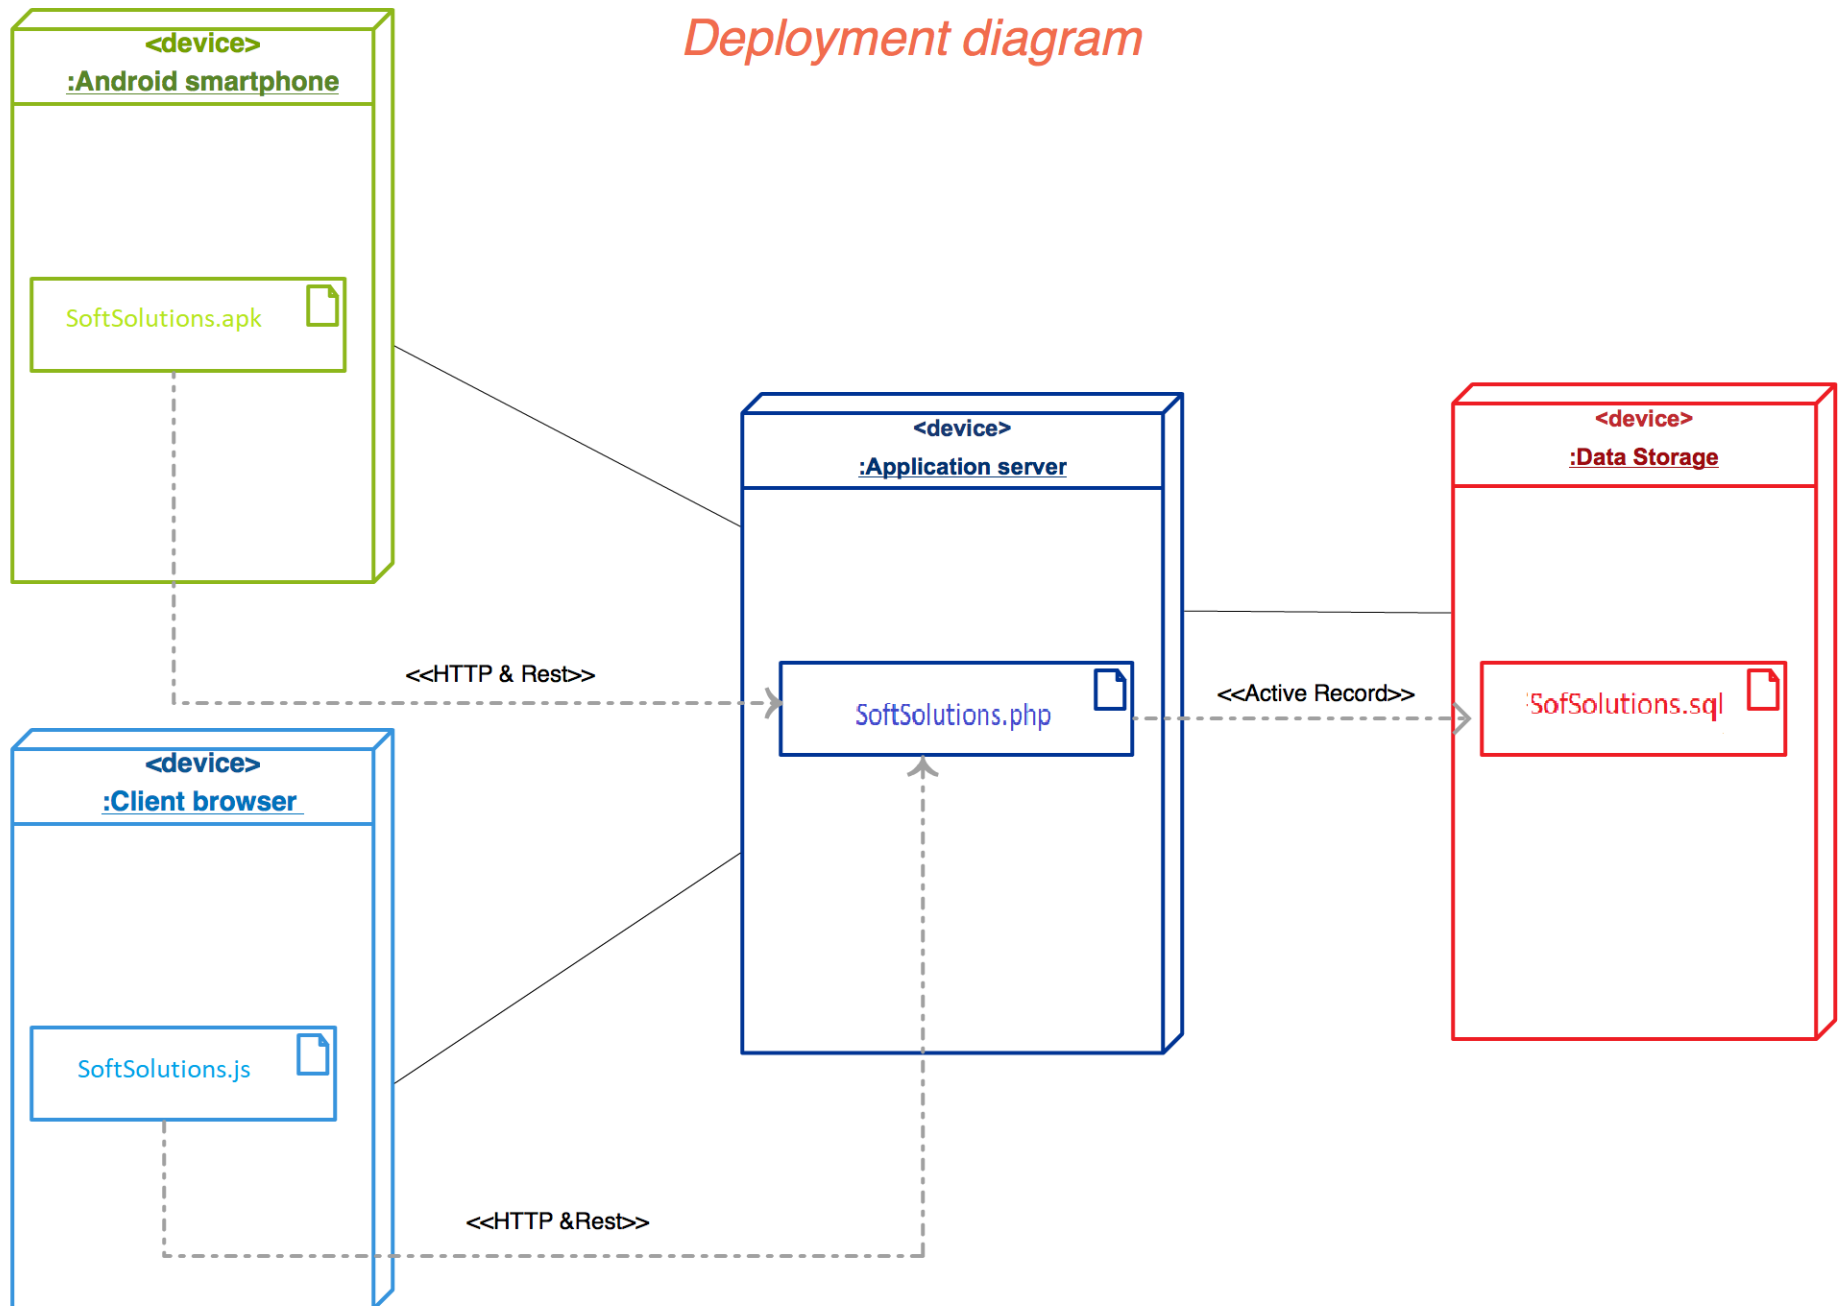 Deployment diagram
<device>
:Android smartphone
SoftSolutions.apk
<device>
:Application server
<device>
:Data Storage
<<HTTP & Rest>>
SoftSolutions.php
<<Active Record>>
SofSolutions.sql
<device>
:Client browser
SoftSolutions.js
<<HTTP &Rest>>